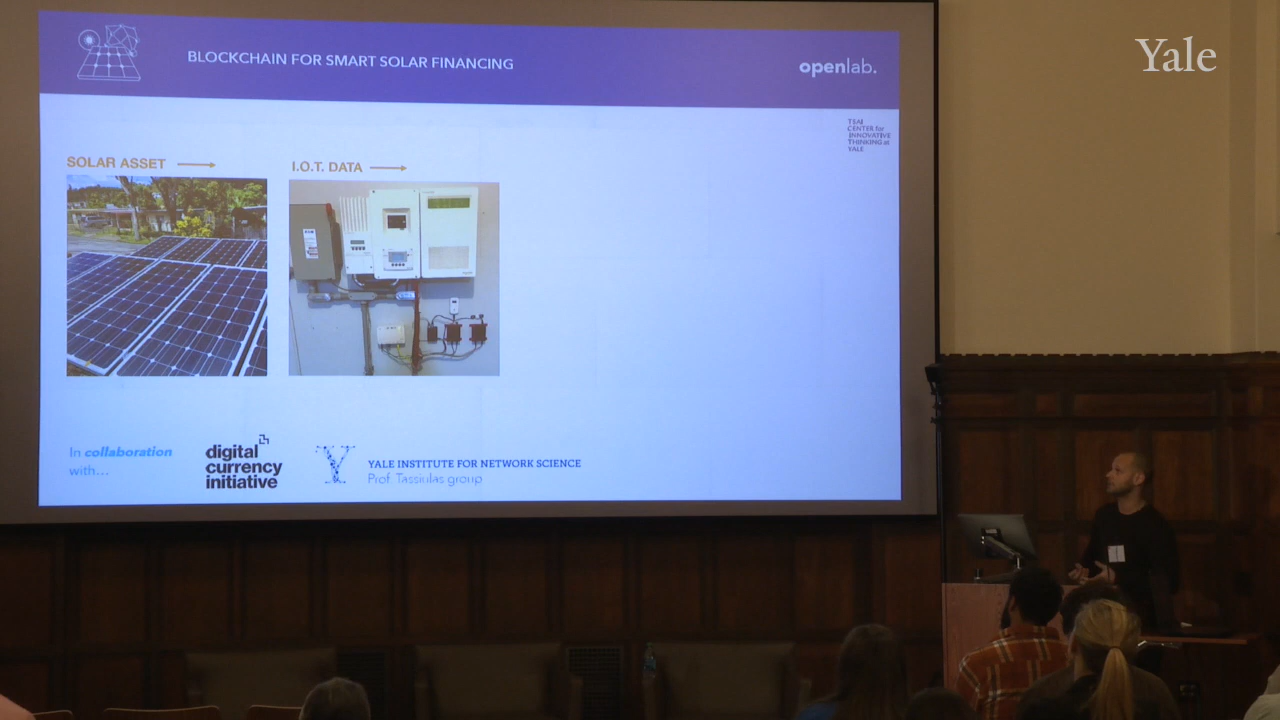 BLOCKCHAIN FOR SMART SOLAR FINANCING
openlab.
Yale
TSAI
CENTER for
INNOVATIVE
THINKING at
YALE
SOLAR ASSET
I.O.T. DATA
In collaboration
with...
digital
currency
initiative
YALE INSTITUTE FOR NETWORK SCIENCE
Prof. Tassiulas group